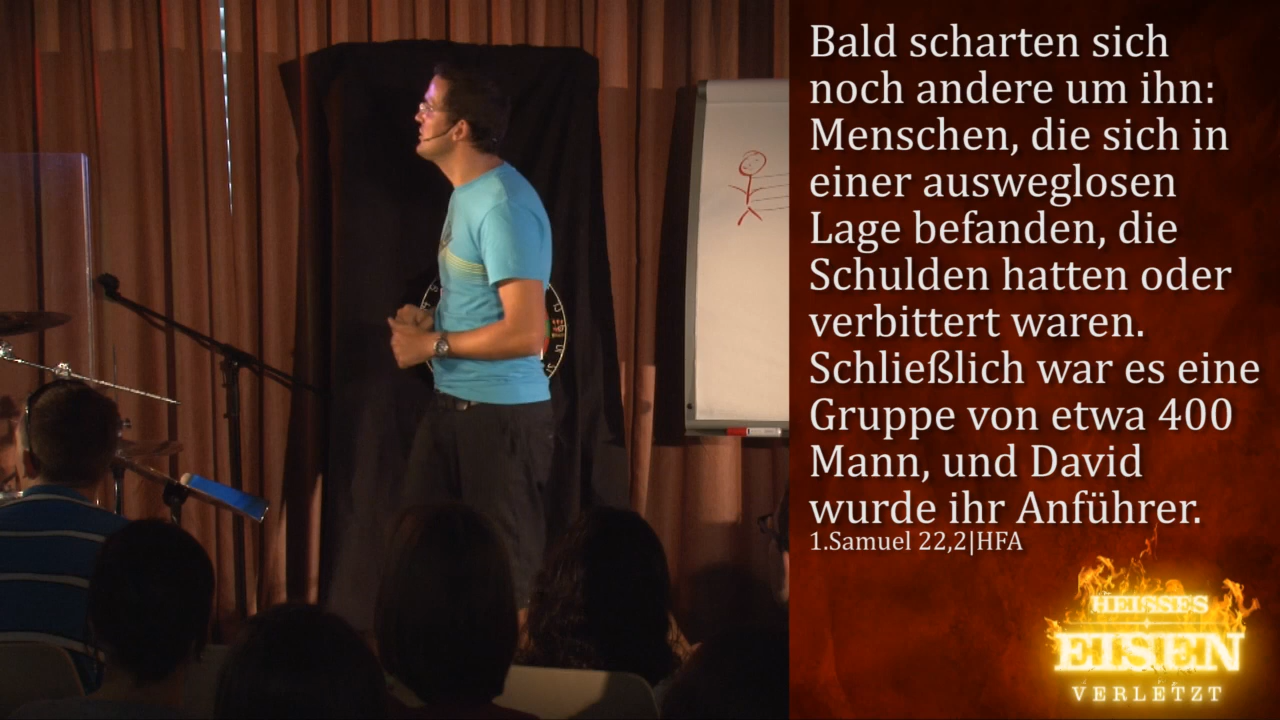 Bald scharten sich
noch andere um ihn:
Menschen, die sich in
einer ausweglosen
Lage befanden, die
Schulden hatten oder
verbittert waren.
Schließlich war es eine
Gruppe von etwa 400
Mann, und David
wurde ihr Anführer.
1.Samuel 22,2|HFA
HEISSES
EISEN
VERLETZT